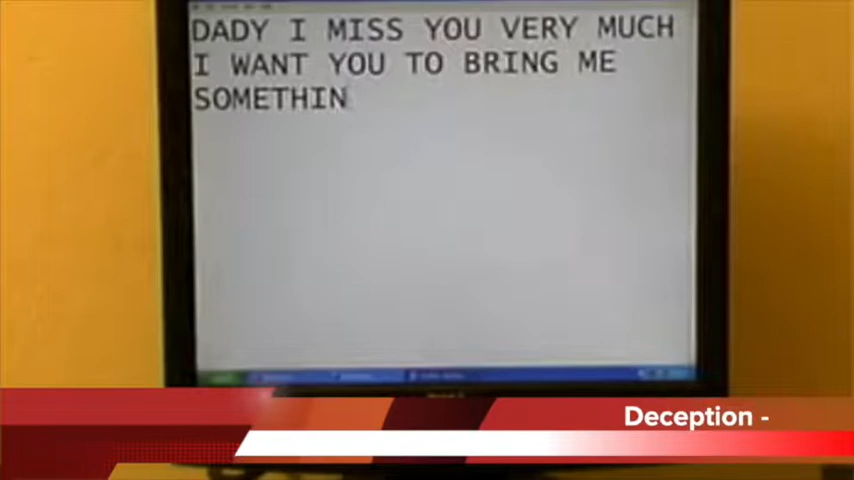 DADY I MISS YOU VERY MUCH
I WANT YOU TO BRING ME
SOMETHIN
Deception -